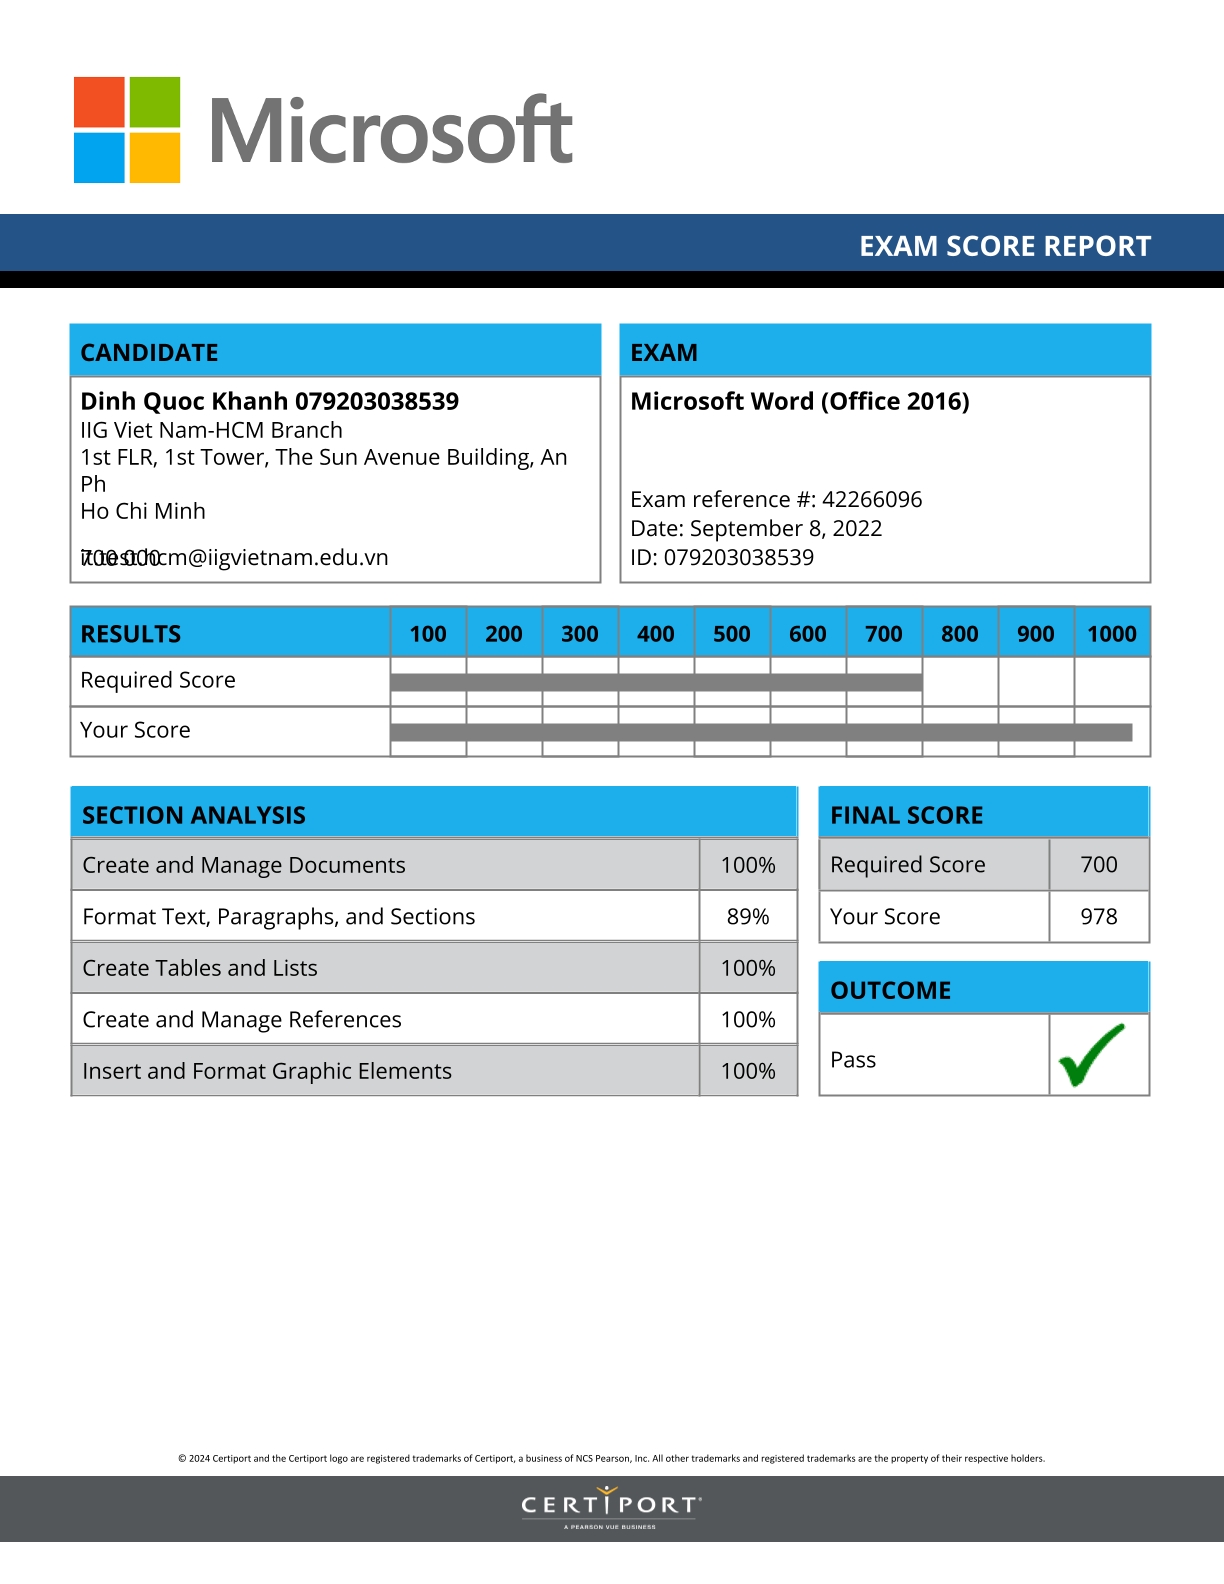 Microsoft
EXAM SCORE REPORT
CANDIDATE
Dinh Quoc Khanh 079203038539
IIG Viet Nam-HCM Branch
1st FLR, 1st Tower, The Sun Avenue Building, An
Ph
Ho Chi Minh
700 000
hcm@iigvietnam.edu.vn
EXAM
Microsoft Word (Office 2016)
Exam reference #: 42266096
Date: September 8, 2022
ID: 079203038539
RESULTS 100 200 300 400 500 600 700 800 900 1000
Required Score
Your Score
SECTION ANALYSIS
Create and Manage Documents 100%
Format Text, Paragraphs, and Sections 89%
Create Tables and Lists 100%
Create and Manage References 100%
Insert and Format Graphic Elements 100%
FINAL SCORE
Required Score 700
Your Score 978
OUTCOME
Pass
© 2024 Certiport and the Certiport logo are registered trademarks of Certiport, a business of NCS Pearson, Inc. All other trademarks and registered trademarks are the property of their respective holders.
CERTIPORT
A PEARSON VUE BUSINESS